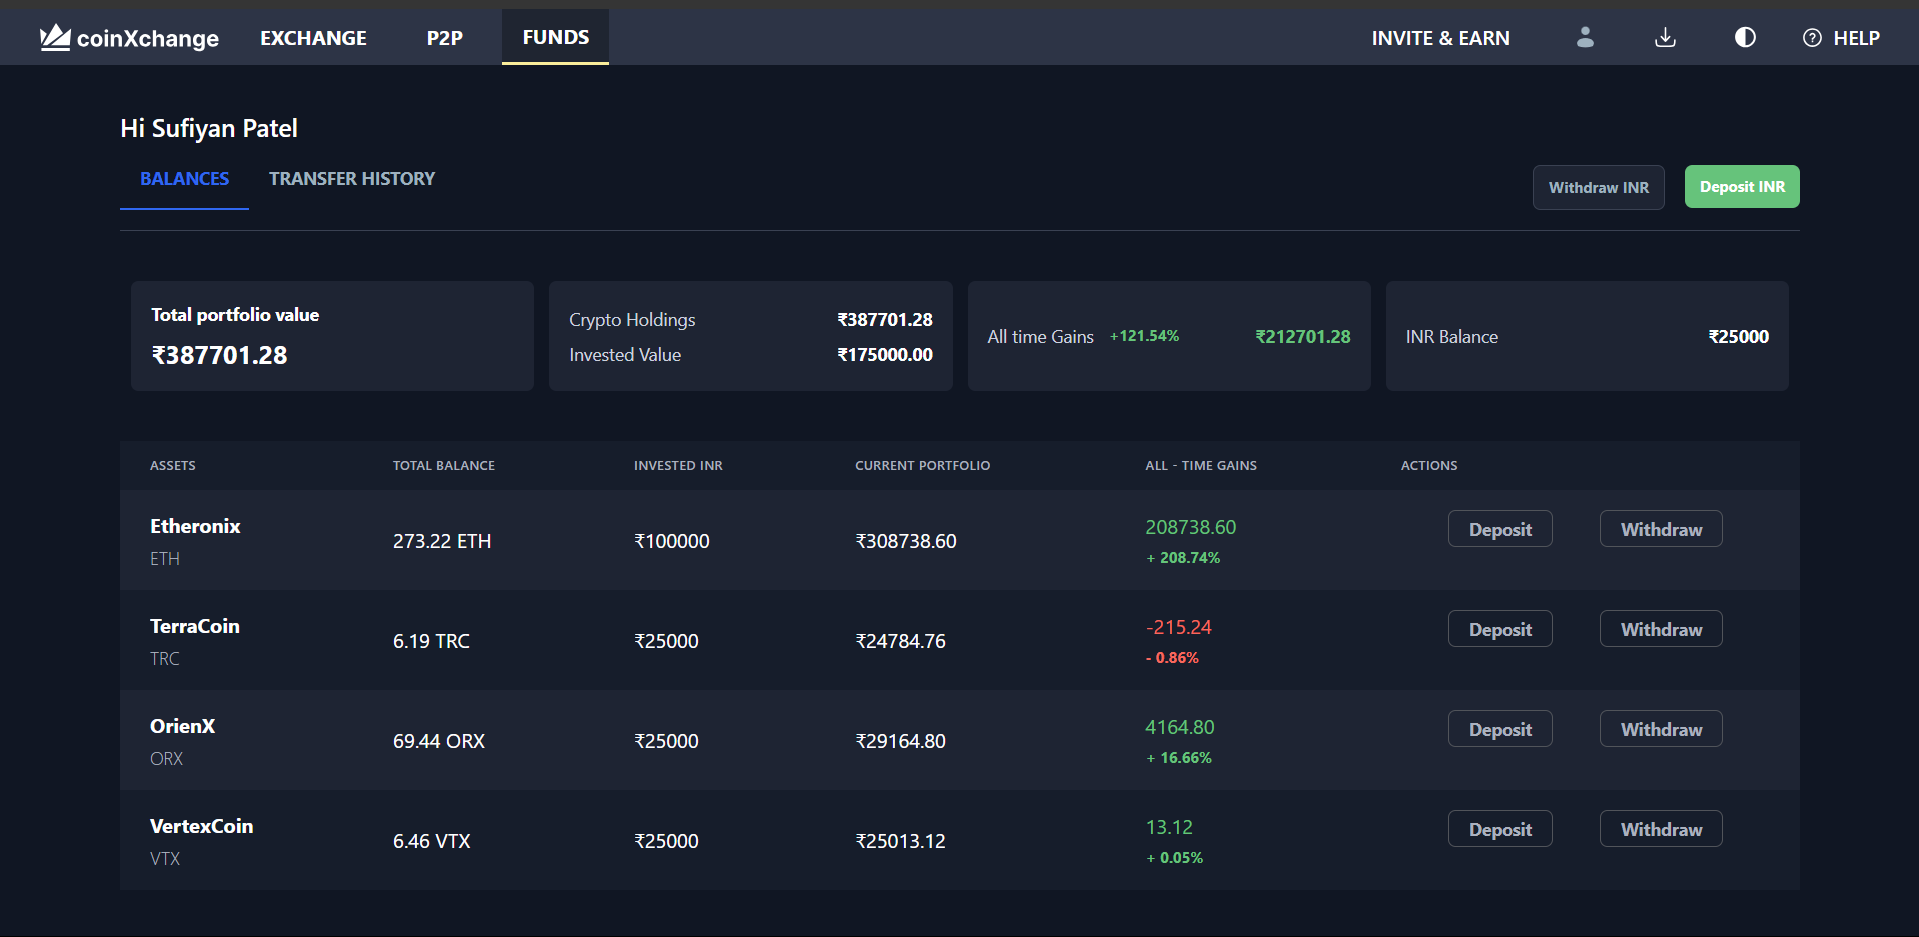 coinXchange EXCHANGE P2P FUNDS INVITE & EARN HELP
Hi Sufiyan Patel
BALANCES TRANSFER HISTORY Withdraw INR Deposit INR
Total portfolio value
₹387701.28
Crypto Holdings ₹387701.28
Invested Value ₹175000.00
All time Gains +121.54% ₹212701.28
INR Balance ₹25000
ASSETS TOTAL BALANCE INVESTED INR CURRENT PORTFOLIO ALL - TIME GAINS ACTIONS
Etheronix
ETH
273.22 ETH ₹100000 ₹308738.60
208738.60
+ 208.74%
Deposit Withdraw
TerraCoin
TRC
6.19 TRC ₹25000 ₹24784.76
-215.24
- 0.86%
Deposit Withdraw
OrienX
ORX
69.44 ORX ₹25000 ₹29164.80
4164.80
+ 16.66%
Deposit Withdraw
VertexCoin
VTX
6.46 VTX ₹25000 ₹25013.12
13.12
+ 0.05%
Deposit Withdraw